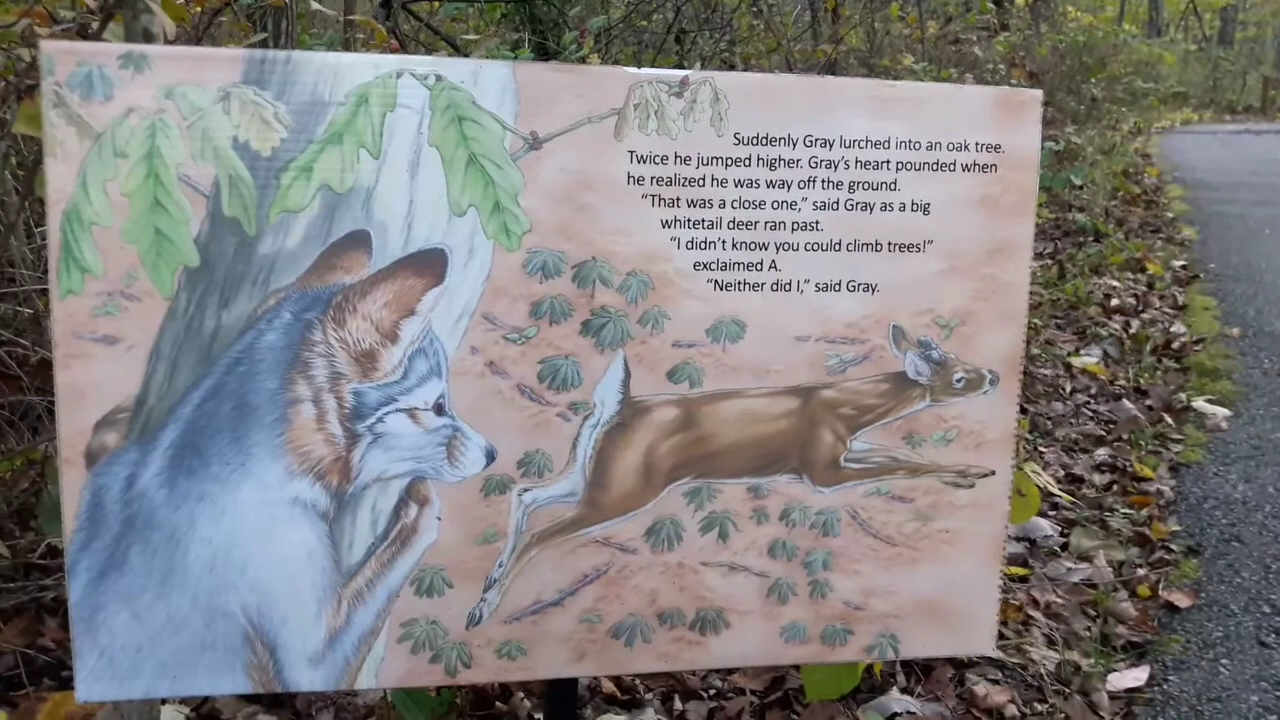 Suddenly Gray lurched into an oak tree.
Twice he jumped higher. Gray's heart pounded when
he realized he was way off the ground.
“That was a close one,” said Gray as a big
whitetail deer ran past.
“I didn't know you could climb trees!”
exclaimed A.
“Neither did I,” said Gray.